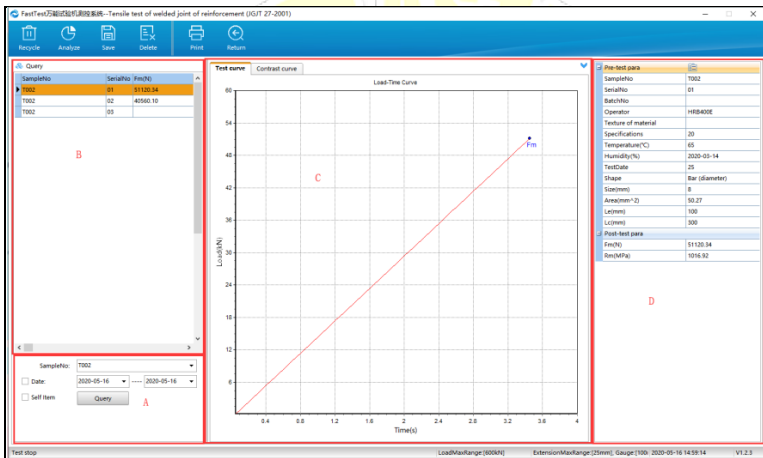 FastTest万能试验机测控系统--Tensile test of welded joint of reinforcement (JGJT 27-2001)
Recycle Analyze Save Delete Print Return
Query
SampleNo SerialNo Fm(N)
T002 01 51120.34
T002 02 40560.10
T002 03
B
SampleNo: T002
Date: 2020-05-16 ---- 2020-05-16
Self Item Query A
Test curve Contrast curve
Load-Time Curve
Load(kN)
60
54
48
42
36
30
24
18
12
6
Fm
C
0.4 0.8 1.2 1.6 2 2.4 2.8 3.2 3.6 4
Time(s)
Pre-test para
SampleNo T002
SerialNo 01
BatchNo
Operator HRB400E
Texture of material
Specifications 20
Temperature(℃) 65
Humidity(%) 2020-03-14
TestDate 25
Shape Bar (diameter)
Size(mm) 8
Area(mm^2) 50.27
Le(mm) 100
Lc(mm) 300
Post-test para
Fm(N) 51120.34
Rm(MPa) 1016.92
D
Test stop LoadMaxRange:[600kN] ExtensionMaxRange:[25mm], Gauge:[100: 2020-05-16 14:59:14 V1.2.3